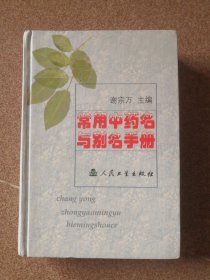 谢宗万 主编
常用中药名
与别名手册
人民卫生出版社
chang yong
zhongyaomingyu
biemingshouce